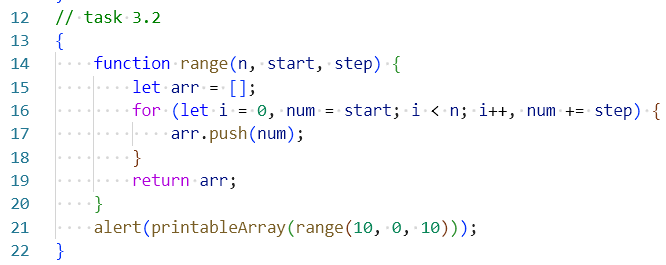 12 // task 3.2
13 {
14 function range(n, start, step) {
15 let arr = [];
16 for (let i = 0, num = start; i < n; i++, num += step) {
17 arr.push(num);
18 }
19 return arr;
20 }
21 alert(printableArray(range(10, 0, 10)));
22 }